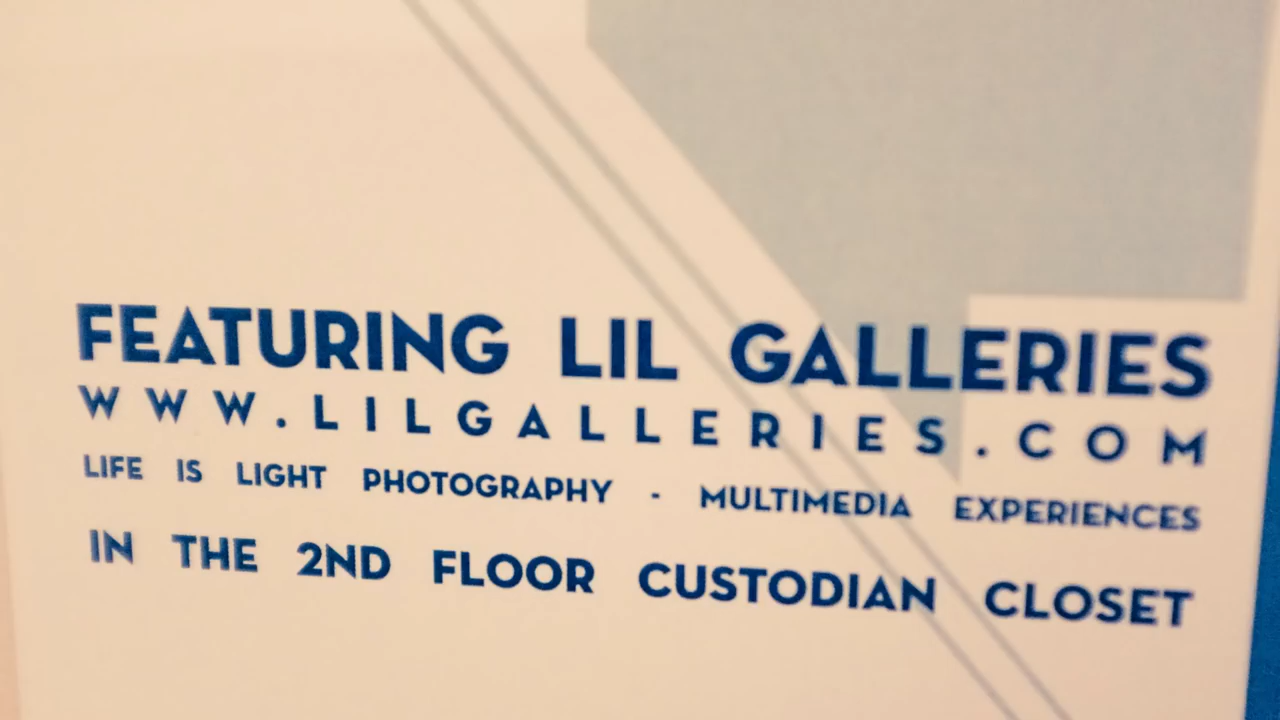 FEATURING LIL GALLERIES
WWW.LILGALLERIES.COM
LIFE IS LIGHT PHOTOGRAPHY - MULTIMEDIA EXPERIENCES
IN THE 2ND FLOOR CUSTODIAN CLOSET